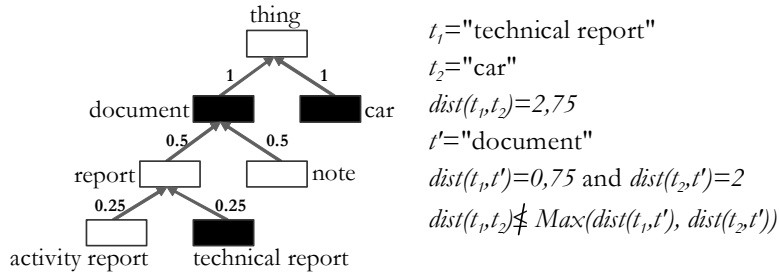 thing
t₁="technical report"
1 1
t₂="car"
document car
dist(t₁,t₂)=2,75
0.5 0.5
t'="document"
report note
dist(t₁,t')=0,75 and dist(t₂,t')=2
0.25 0.25
dist(t₁,t₂)≰ Max(dist(t₁,t'), dist(t₂,t'))
activity report technical report